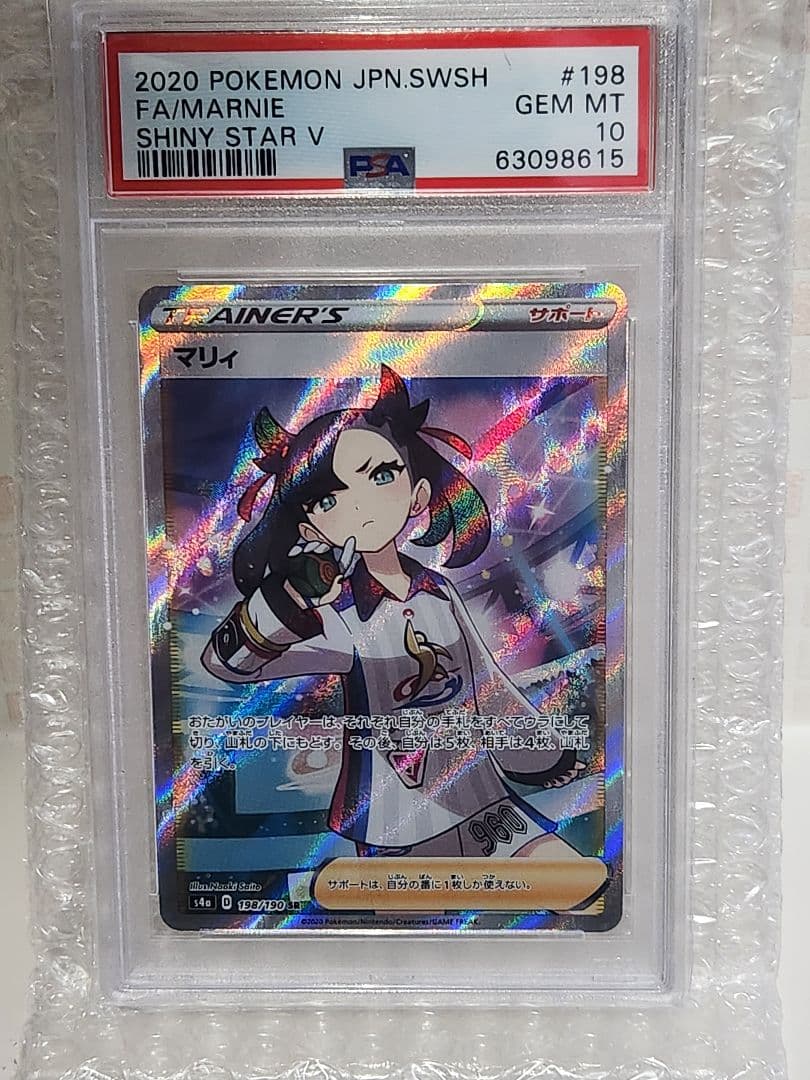 2020 POKEMON JPN.SWSH #198
FA/MARNIE GEM MT
SHINY STAR V 10
PSA 63098615
TRAINER'S サポート
マリィ
おたがいのプレイヤーは、それぞれ自分の手札をすべてウラにして
切り、山札の下にもどす。その後、自分は5枚、相手は4枚、山札
を引く。
960
Illus. Naoki Saito
サポートは、自分の番に1枚しか使えない。
s4a D 198/190 SR
©2020 Pokémon/Nintendo/Creatures/GAME FREAK.